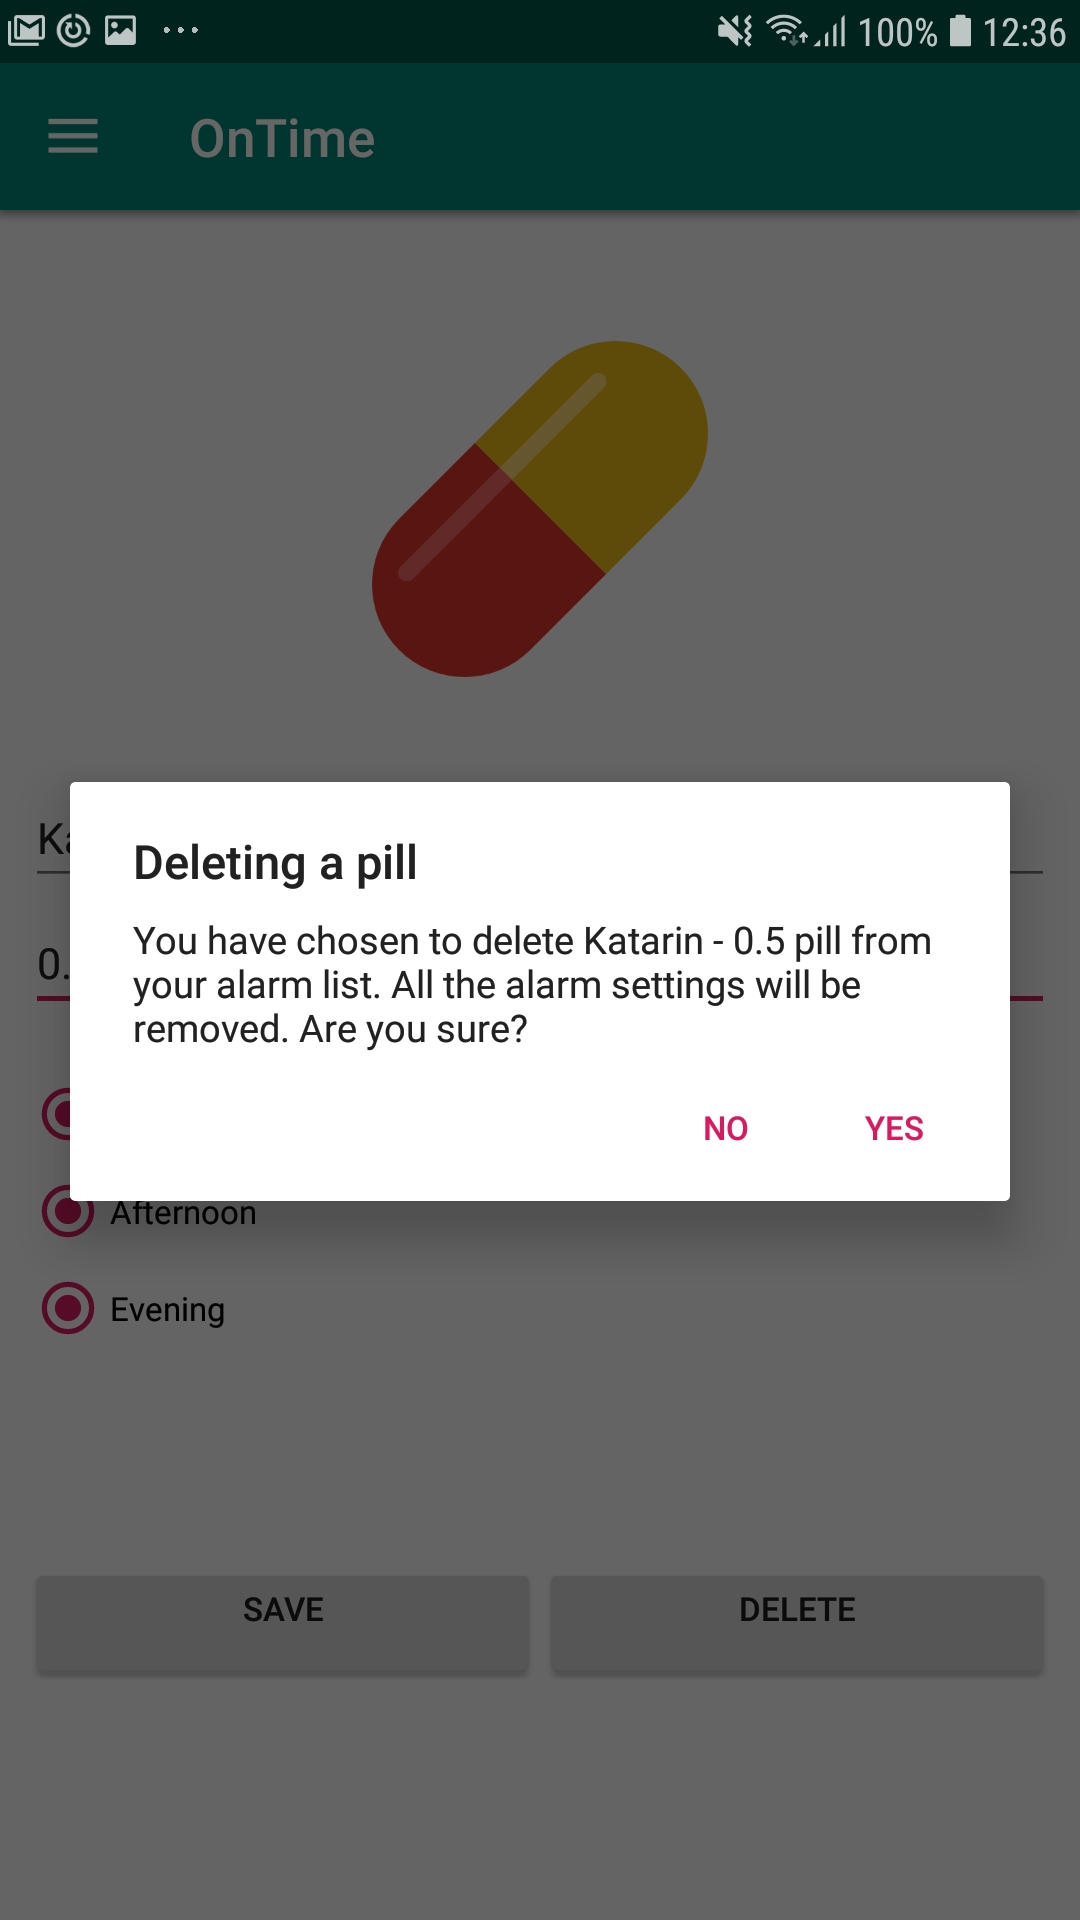 100% 12:36
OnTime
Ka
0.
Deleting a pill
You have chosen to delete Katarin - 0.5 pill from
your alarm list. All the alarm settings will be
removed. Are you sure?
NO YES
Afternoon
Evening
SAVE DELETE